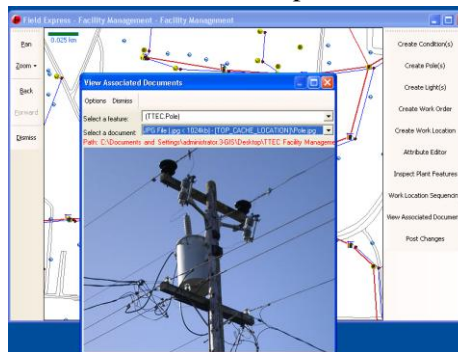 Field Express - Facility Management - Facility Management
Pan
Zoom
Back
Forward
Dismiss
0.025 km
View Associated Documents
Options Dismiss
Select a feature: (TTEC.Pole)
Select a document: JPG File (.jpg < 1024kb) - [TOP_CACHE_LOCATION]\Pole.jpg
Path: C:\Documents and Settings\administrator.3-GIS\Desktop\TTEC Facility Manageme
Create Condition(s)
Create Pole(s)
Create Light(s)
Create Work Order
Create Work Location
Attribute Editor
Inspect Plant Features
Work Location Sequencin
View Associated Documen
Post Changes